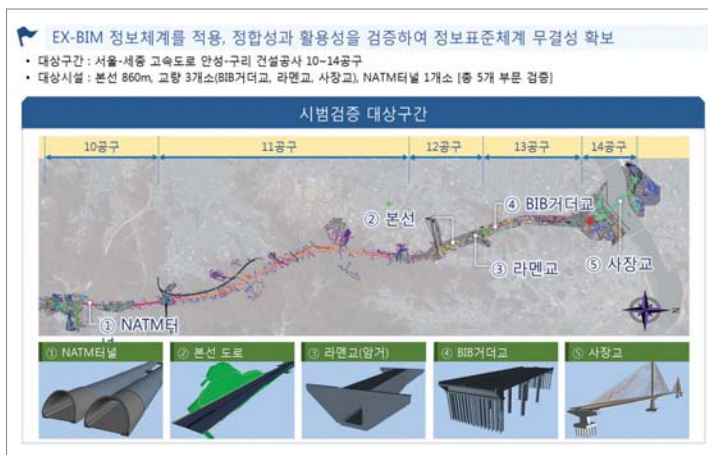 EX-BIM 정보체계를 적용, 정합성과 활용성을 검증하여 정보표준체계 무결성 확보
• 대상구간 : 서울-세종 고속도로 안성-구리 건설공사 10~14공구
• 대상시설 : 본선 860m, 교량 3개소(BIB거더교, 라멘교, 사장교), NATM터널 1개소 [총 5개 부문 검증]
시범검증 대상구간
10공구 11공구 12공구 13공구 14공구
④ BIB거더교
② 본선
③ 라멘교
⑤ 사장교
① NATM터
널
N
① NATM터널 ② 본선 도로 ③ 라멘교(암거) ④ BIB거더교 ⑤ 사장교